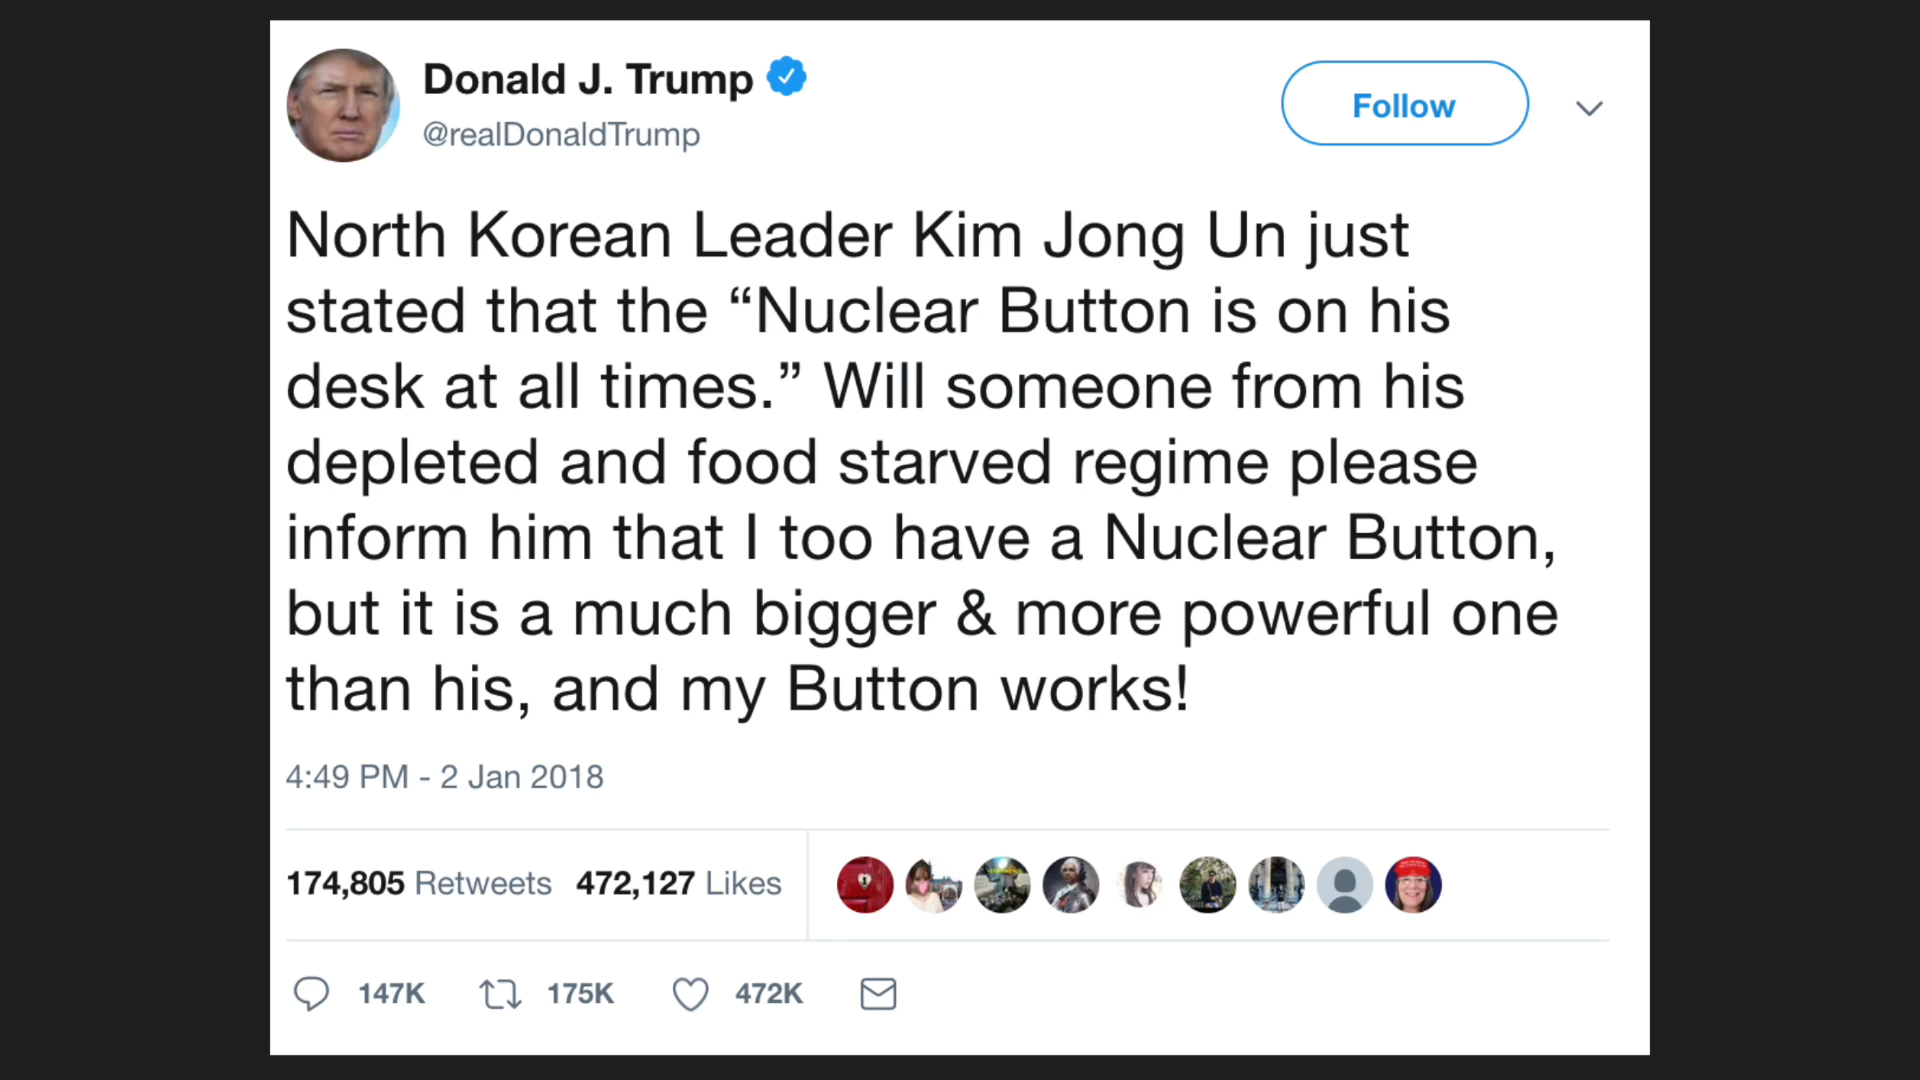 Donald J. Trump
@realDonaldTrump
Follow
North Korean Leader Kim Jong Un just
stated that the “Nuclear Button is on his
desk at all times.” Will someone from his
depleted and food starved regime please
inform him that I too have a Nuclear Button,
but it is a much bigger & more powerful one
than his, and my Button works!
4:49 PM - 2 Jan 2018
174,805 Retweets 472,127 Likes
147K 175K 472K